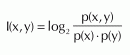 I(x, y) = log₂ p(x, y) / p(x) · p(y)